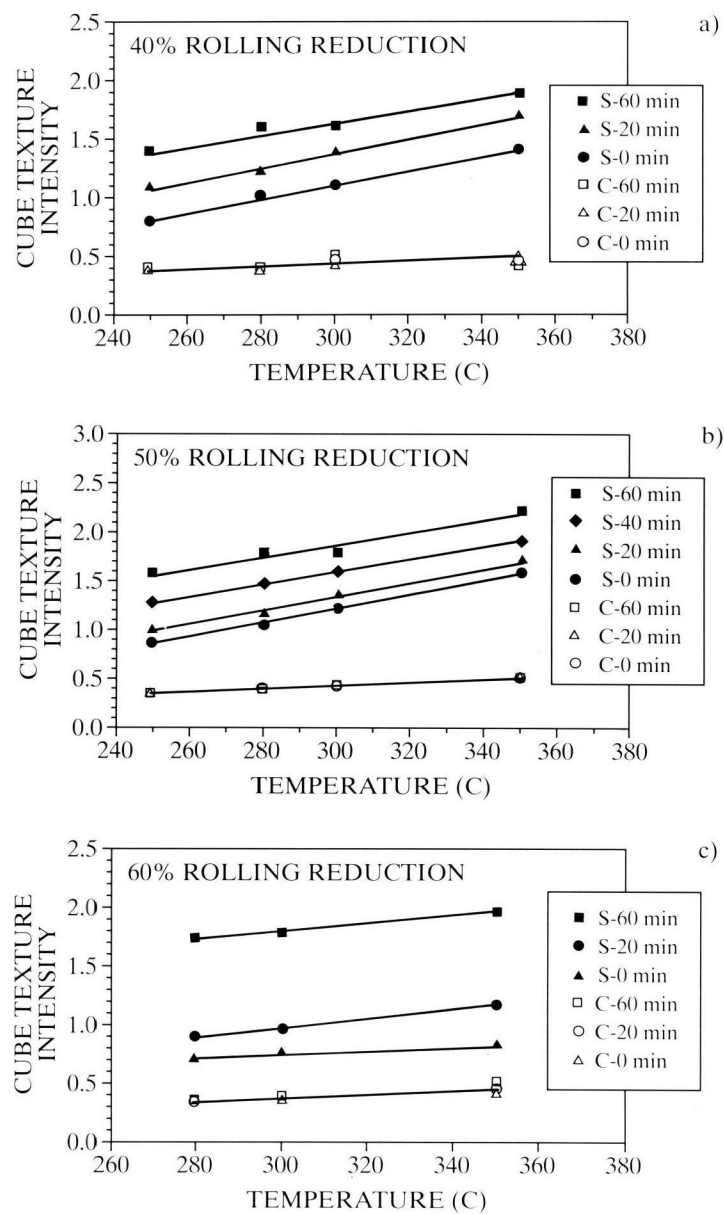 a)
40% ROLLING REDUCTION
CUBE TEXTURE
INTENSITY
2.5
2.0
1.5
1.0
0.5
0.0
240 260 280 300 320 340 360 380
TEMPERATURE (C)
S-60 min
S-20 min
S-0 min
C-60 min
C-20 min
C-0 min
b)
50% ROLLING REDUCTION
CUBE TEXTURE
INTENSITY
3.0
2.5
2.0
1.5
1.0
0.5
0.0
240 260 280 300 320 340 360 380
TEMPERATURE (C)
S-60 min
S-40 min
S-20 min
S-0 min
C-60 min
C-20 min
C-0 min
c)
60% ROLLING REDUCTION
CUBE TEXTURE
INTENSITY
2.5
2.0
1.5
1.0
0.5
0.0
260 280 300 320 340 360 380
TEMPERATURE (C)
S-60 min
S-20 min
S-0 min
C-60 min
C-20 min
C-0 min